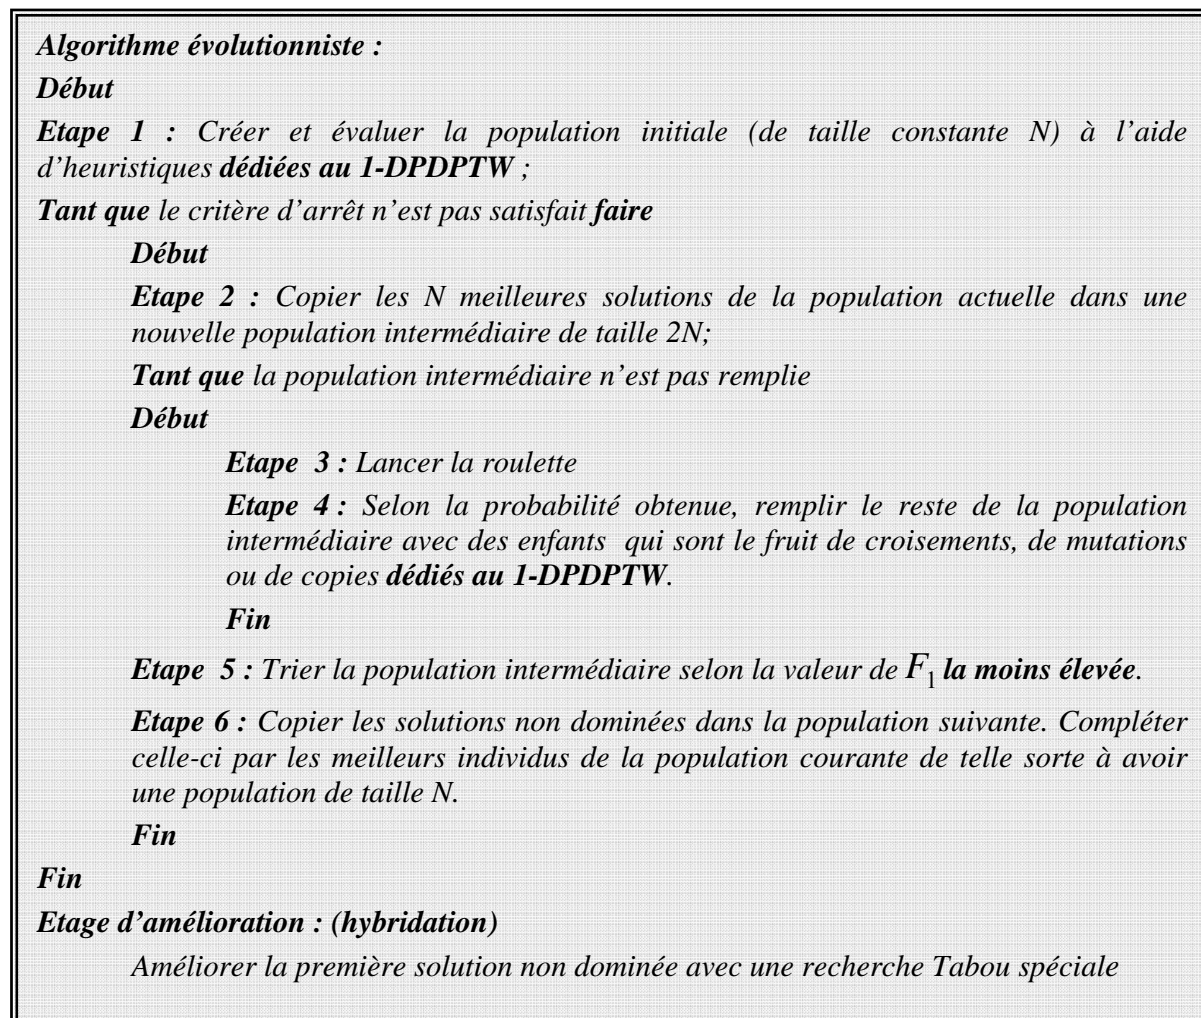 Algorithme évolutionniste :
Début
Etape 1 : Créer et évaluer la population initiale (de taille constante N) à l’aide
d’heuristiques dédiées au 1-DPDPTW ;
Tant que le critère d’arrêt n’est pas satisfait faire
Début
Etape 2 : Copier les N meilleures solutions de la population actuelle dans une
nouvelle population intermédiaire de taille 2N;
Tant que la population intermédiaire n’est pas remplie
Début
Etape 3 : Lancer la roulette
Etape 4 : Selon la probabilité obtenue, remplir le reste de la population
intermédiaire avec des enfants qui sont le fruit de croisements, de mutations
ou de copies dédiés au 1-DPDPTW.
Fin
Etape 5 : Trier la population intermédiaire selon la valeur de F₁ la moins élevée.
Etape 6 : Copier les solutions non dominées dans la population suivante. Compléter
celle-ci par les meilleurs individus de la population courante de telle sorte à avoir
une population de taille N.
Fin
Fin
Etage d’amélioration : (hybridation)
Améliorer la première solution non dominée avec une recherche Tabou spéciale